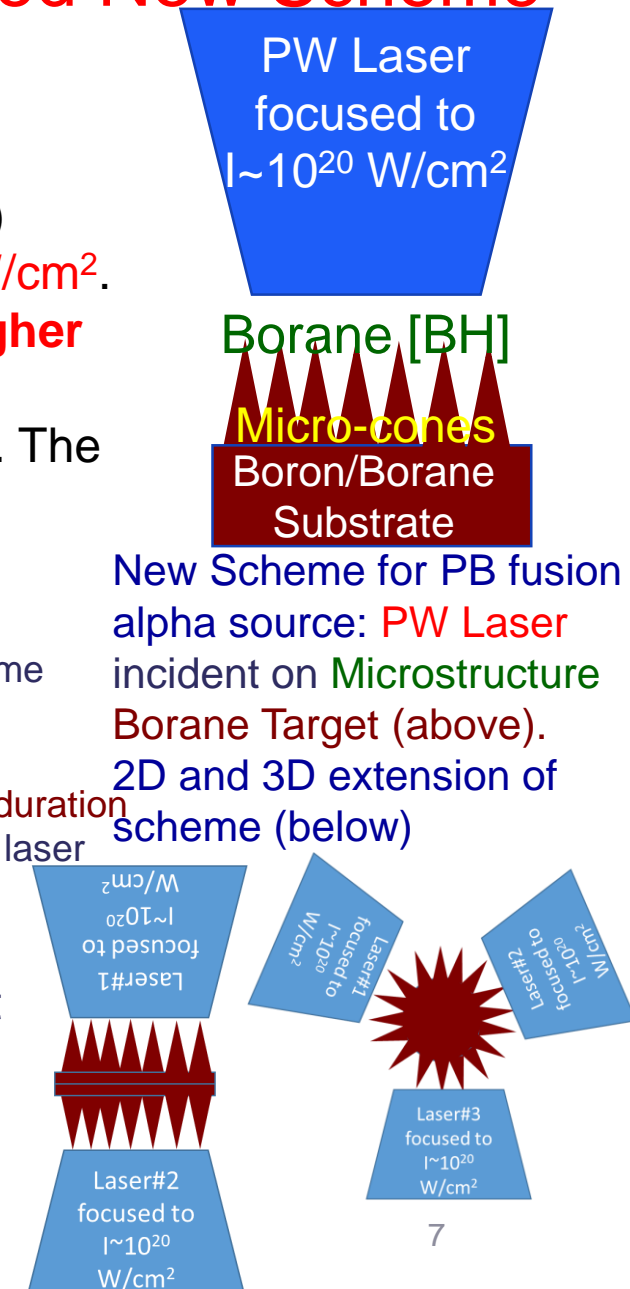 ed New Scheme
PW Laser
focused to
I~10²⁰ W/cm²
)
//cm².
gher
. The
Borane [BH]
Micro-cones
Boron/Borane
Substrate
New Scheme for PB fusion
alpha source: PW Laser
incident on Microstructure
Borane Target (above).
2D and 3D extension of
scheme (below)
me
duration
laser
Laser#1
focused to
I~10²⁰
W/cm²
Laser#2
focused to
I~10²⁰
W/cm²
Laser#1
focused to
I~10²⁰
W/cm²
Laser#2
focused to
I~10²⁰
W/cm²
Laser#3
focused to
I~10²⁰
W/cm²
7